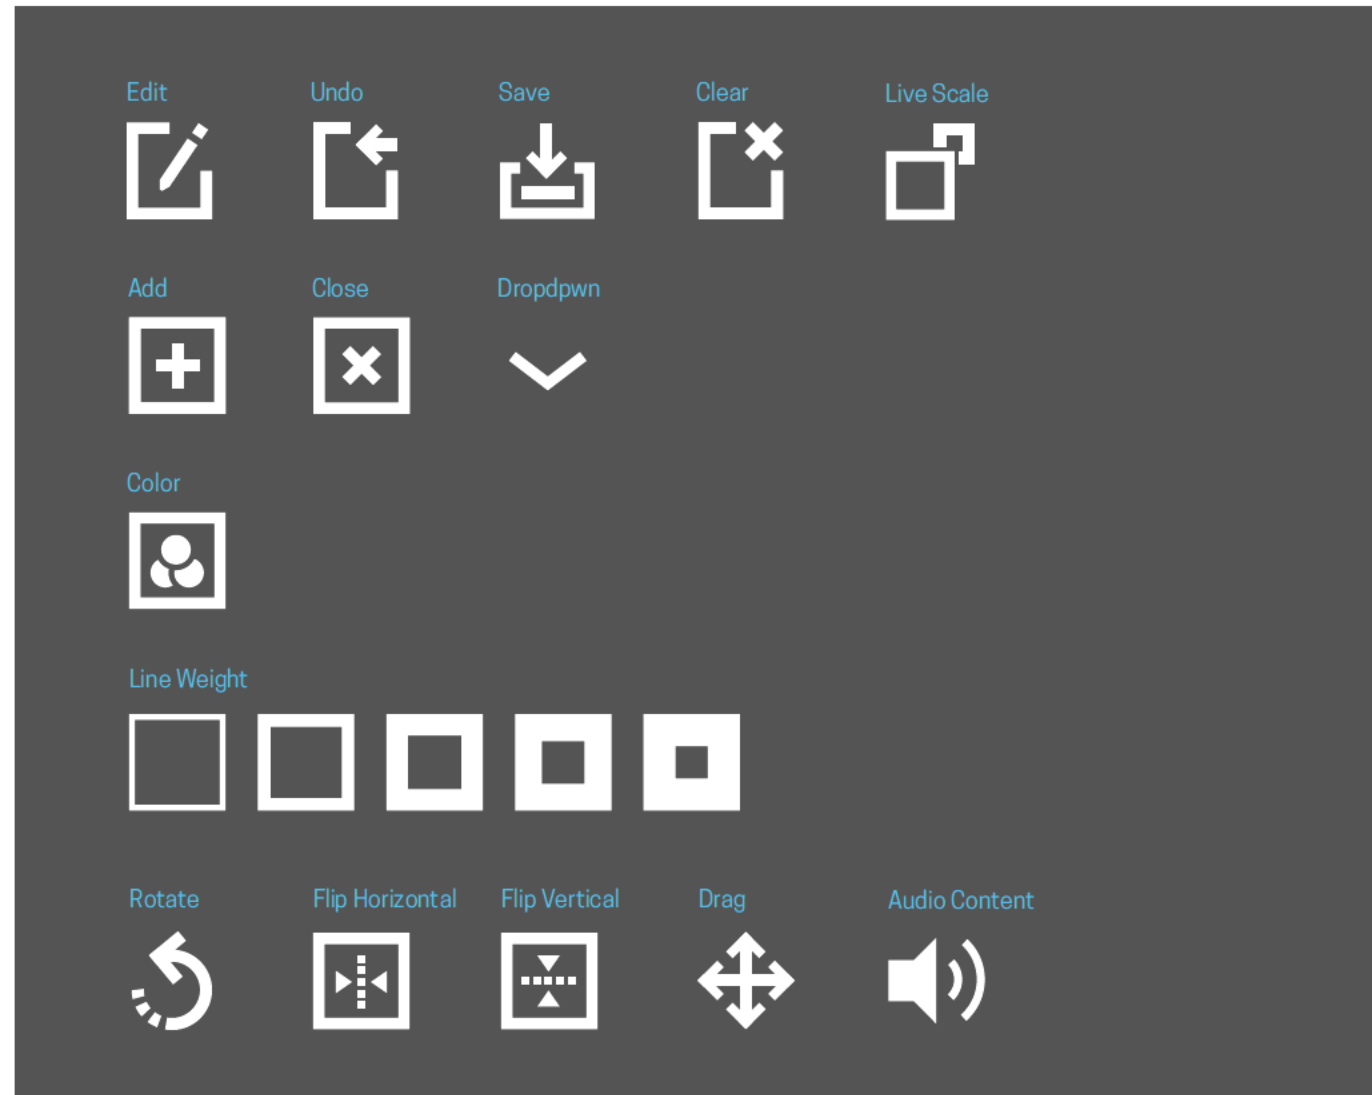 Edit
Undo
Save
Clear
Live Scale
Add
Close
Dropdpwn
Color
Line Weight
Rotate
Flip Horizontal
Flip Vertical
Drag
Audio Content